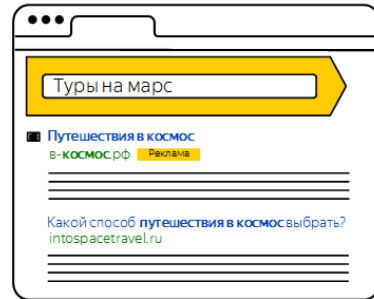 Туры на марс
Путешествия в космос
в-космос.рф Реклама
Какой способ путешествия в космос выбрать?
intospacetravel.ru